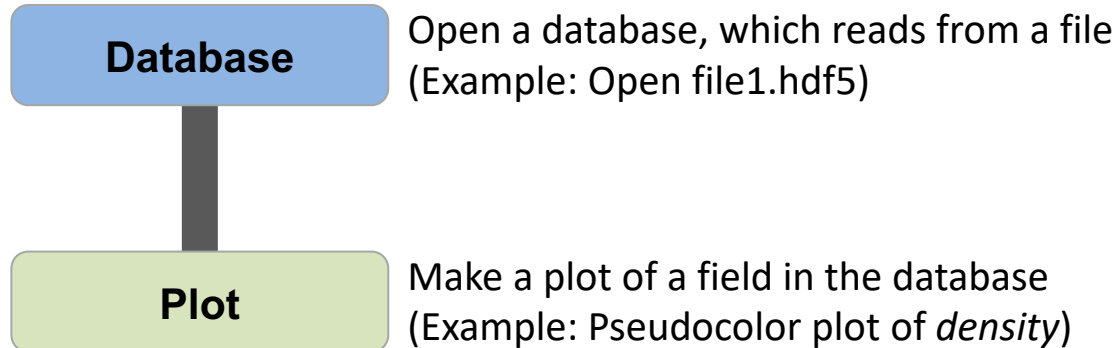 Database
Open a database, which reads from a file
(Example: Open file1.hdf5)
Plot
Make a plot of a field in the database
(Example: Pseudocolor plot of density)